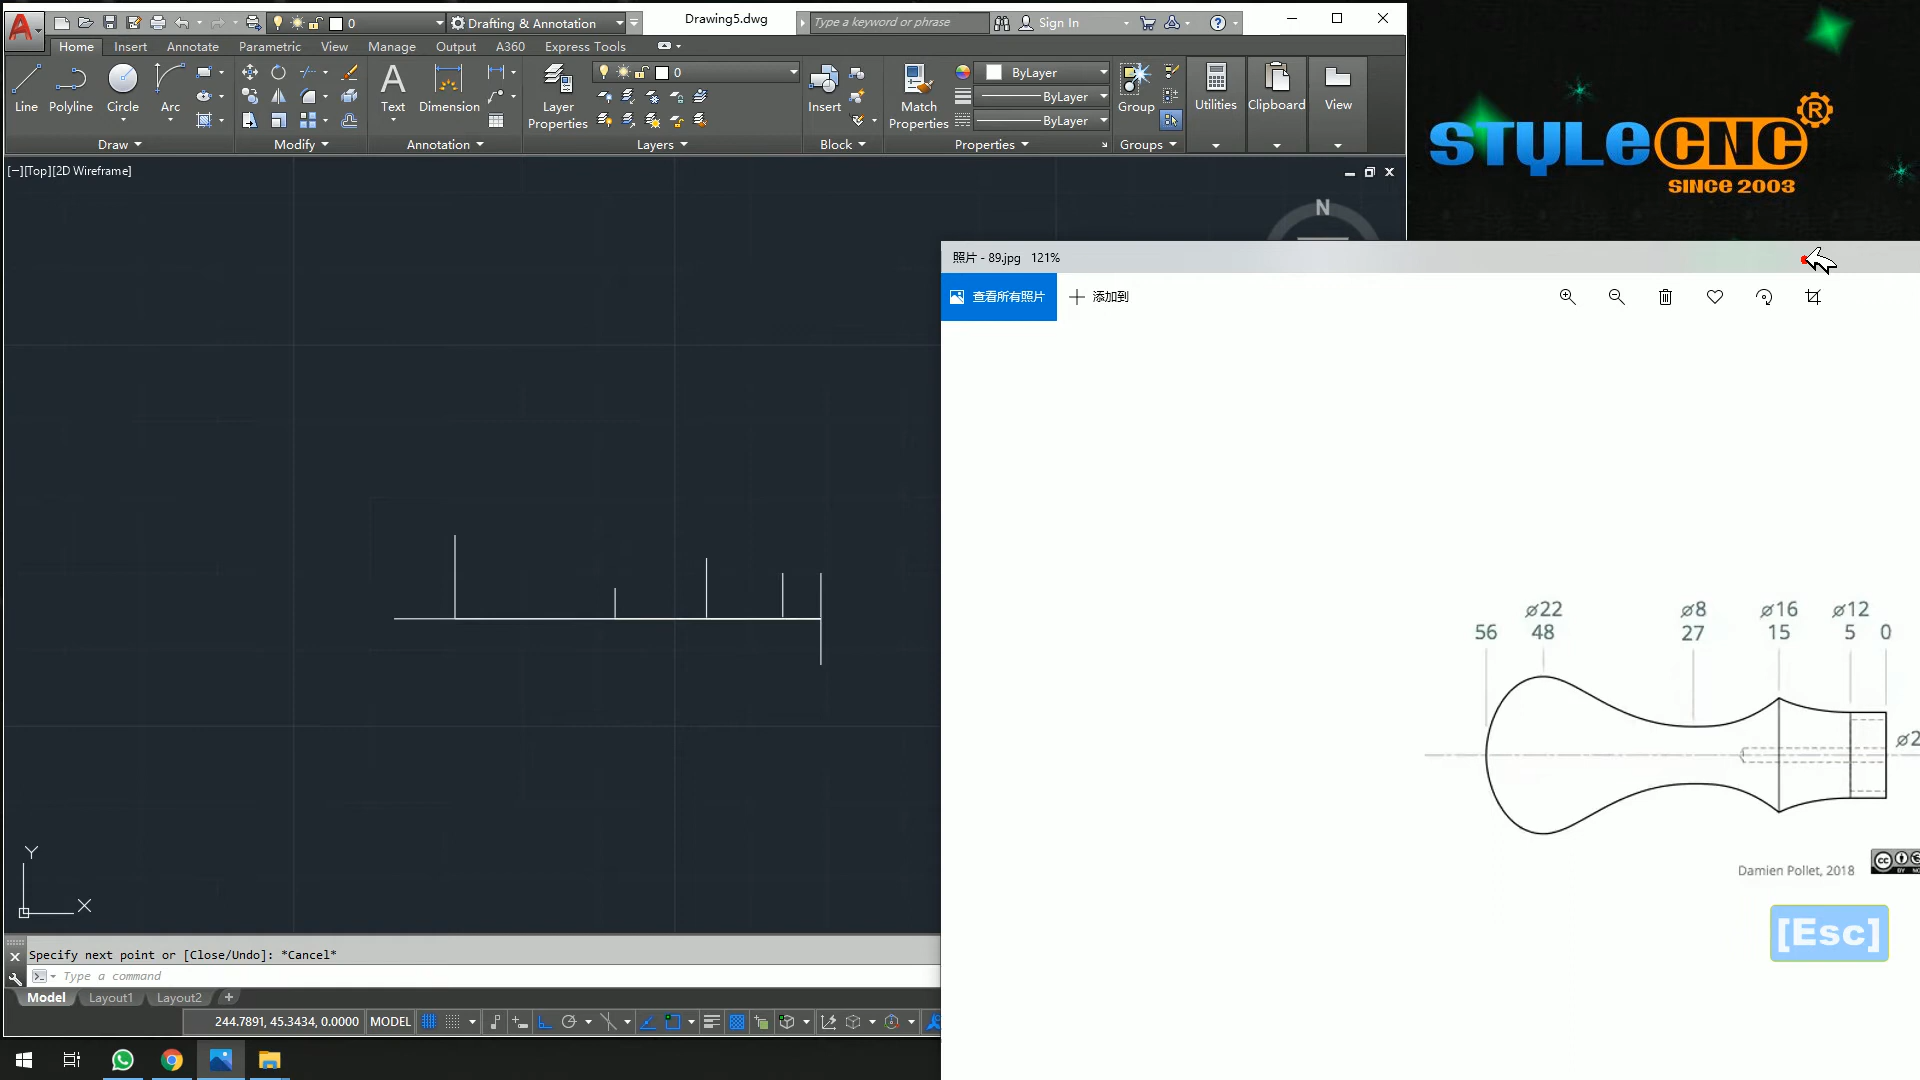 Drawing5.dwg
0
Drafting & Annotation
Type a keyword or phrase
Sign In
Home Insert Annotate Parametric View Manage Output A360 Express Tools
Line Polyline Circle Arc
Text Dimension
Layer
Properties
0
Insert
Match
Properties
ByLayer
ByLayer
ByLayer
Group
Utilities
Clipboard
View
Draw Modify Annotation Layers Block Properties Groups
STYLECNC®
SINCE 2003
[−][Top][2D Wireframe]
N
照片 - 89.jpg 121%
查看所有照片
添加到
⌀22 ⌀8 ⌀16 ⌀12
56 48 27 15 5 0
⌀2
Damien Pollet, 2018
cc
BY
[Esc]
Y
X
Specify next point or [Close/Undo]: *Cancel*
Type a command
Model Layout1 Layout2 +
244.7891, 45.3434, 0.0000 MODEL